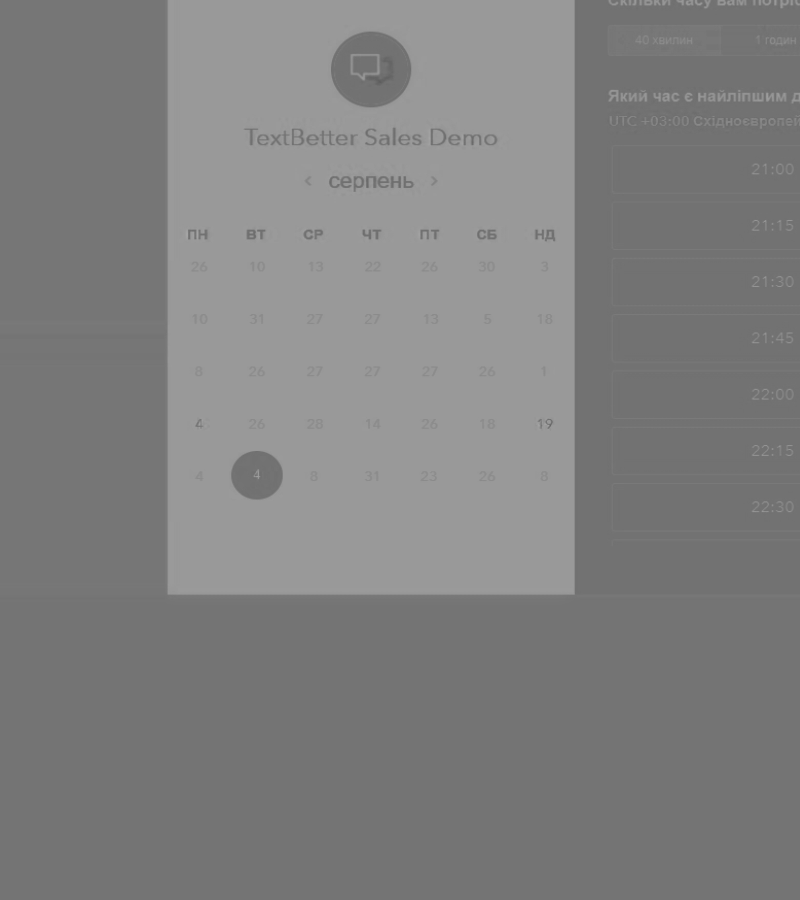 TextBetter Sales Demo
‹ серпень ›
ПН ВТ СР ЧТ ПТ СБ НД
26 10 13 22 26 30 3
10 31 27 27 13 5 18
8 26 27 27 27 26 1
4 26 28 14 26 18 19
4 4 8 31 23 26 8
Скільки часу вам
40 хвилин 1 годин
Який час є найліпшим
UTC +03:00
21:00
21:15
21:30
21:45
22:00
22:15
22:30